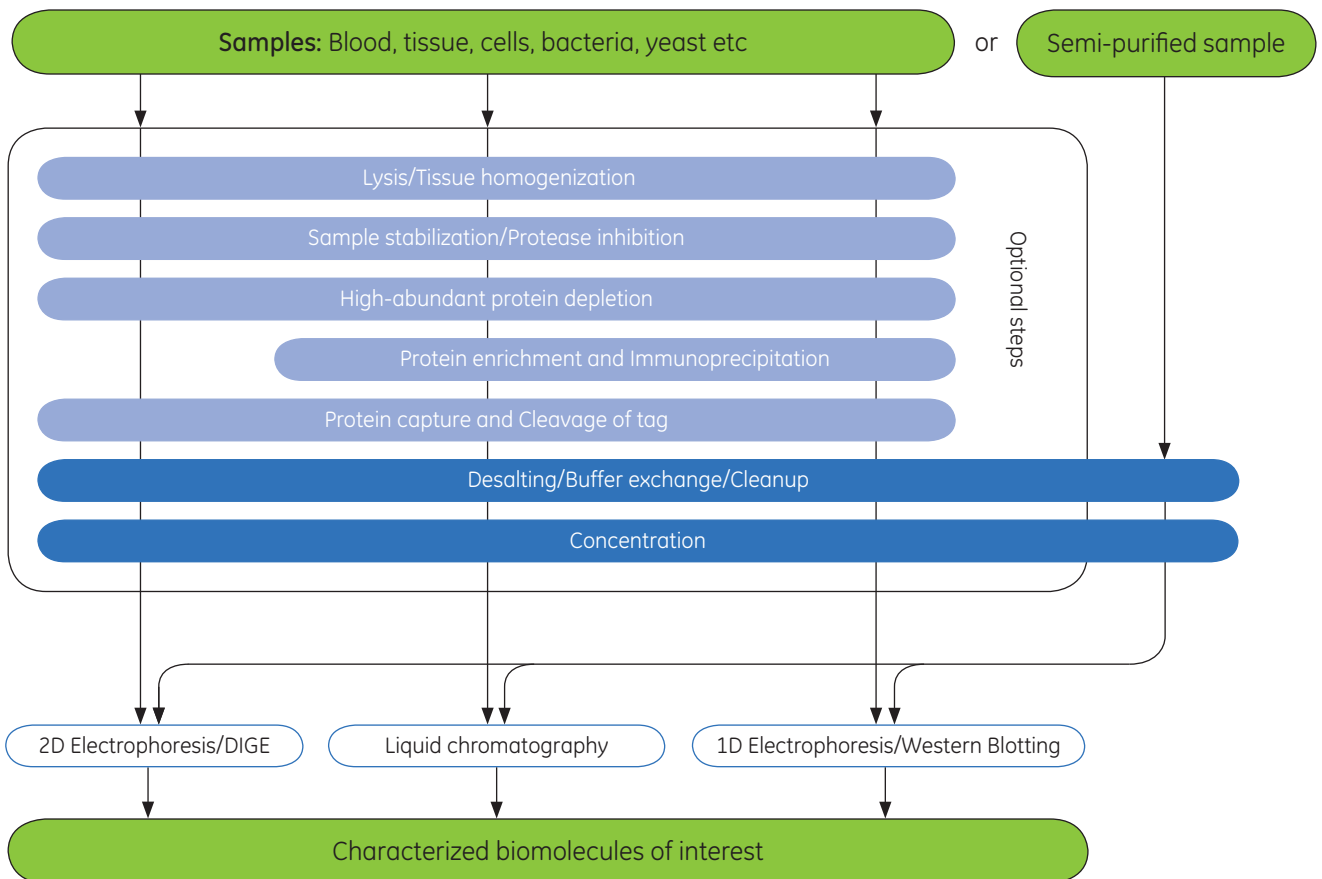 Samples: Blood, tissue, cells, bacteria, yeast etc
or
Semi-purified sample
Lysis/Tissue homogenization
Sample stabilization/Protease inhibition
High-abundant protein depletion
Protein enrichment and Immunoprecipitation
Protein capture and Cleavage of tag
Optional steps
Desalting/Buffer exchange/Cleanup
Concentration
2D Electrophoresis/DIGE
Liquid chromatography
1D Electrophoresis/Western Blotting
Characterized biomolecules of interest